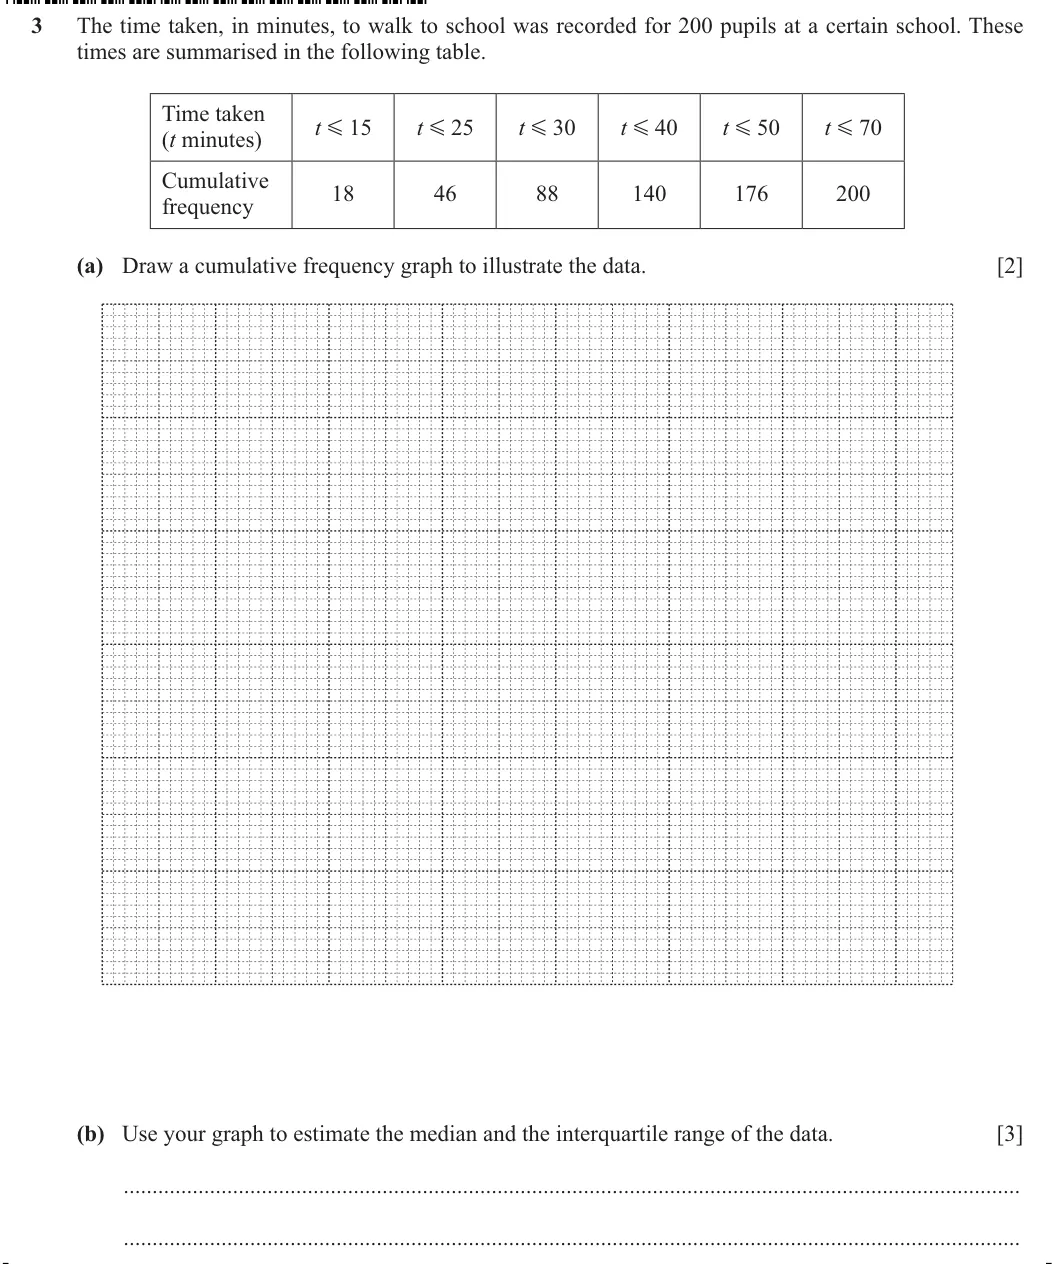 3 The time taken, in minutes, to walk to school was recorded for 200 pupils at a certain school. These
times are summarised in the following table.
Time taken
(t minutes) t ⩽ 15 t ⩽ 25 t ⩽ 30 t ⩽ 40 t ⩽ 50 t ⩽ 70
Cumulative
frequency 18 46 88 140 176 200
(a) Draw a cumulative frequency graph to illustrate the data. [2]
(b) Use your graph to estimate the median and the interquartile range of the data. [3]